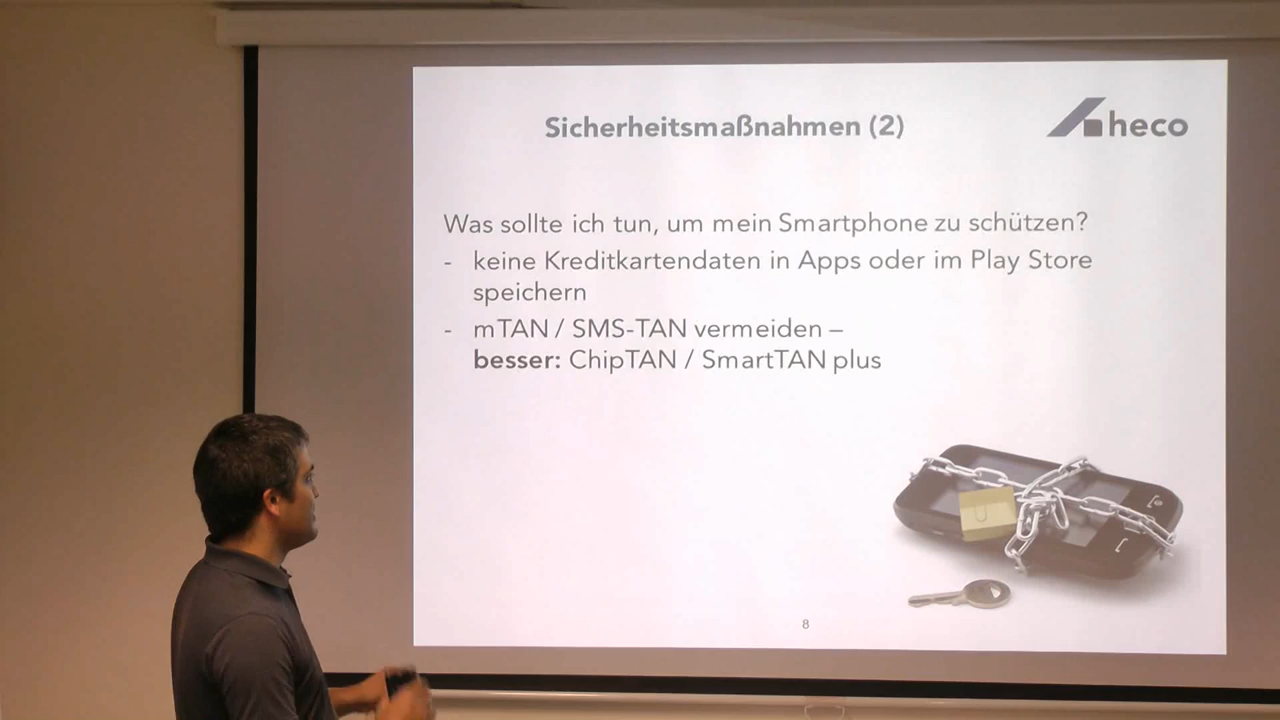 Sicherheitsmaßnahmen (2)
heco
Was sollte ich tun, um mein Smartphone zu schützen?
- keine Kreditkartendaten in Apps oder im Play Store
speichern
- mTAN / SMS-TAN vermeiden –
besser: ChipTAN / SmartTAN plus
8